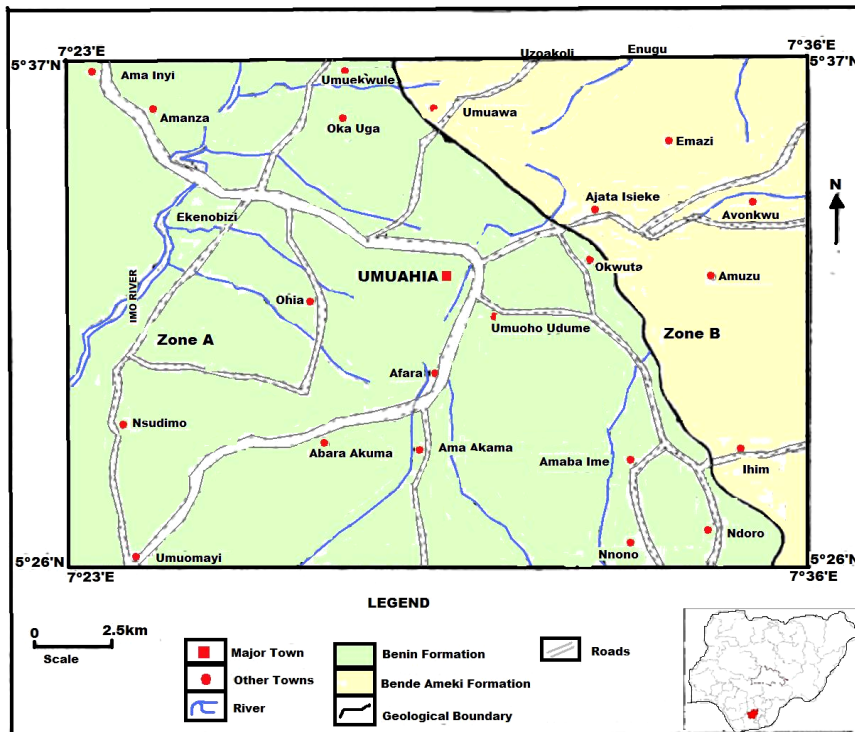 7°23'E
Uzoakoli
Enugu
7°36'E
5°37'N
5°37'N
Ama Inyi
Umuekwule
Amanza
Oka Uga
Umuawa
Emazi
N
Ekenobizi
Ajata Isieke
Avonkwu
UMUAHIA
Okwuta
Amuzu
IMO RIVER
Ohia
Zone A
Umuoho Udume
Zone B
Afara
Nsudimo
Abara Akuma
Ama Akama
Amaba Ime
Ihim
Ndoro
Umuomayi
Nnono
5°26'N
5°26'N
7°23'E
7°36'E
LEGEND
0 2.5km
Scale
Major Town
Other Towns
River
Benin Formation
Bende Ameki Formation
Geological Boundary
Roads